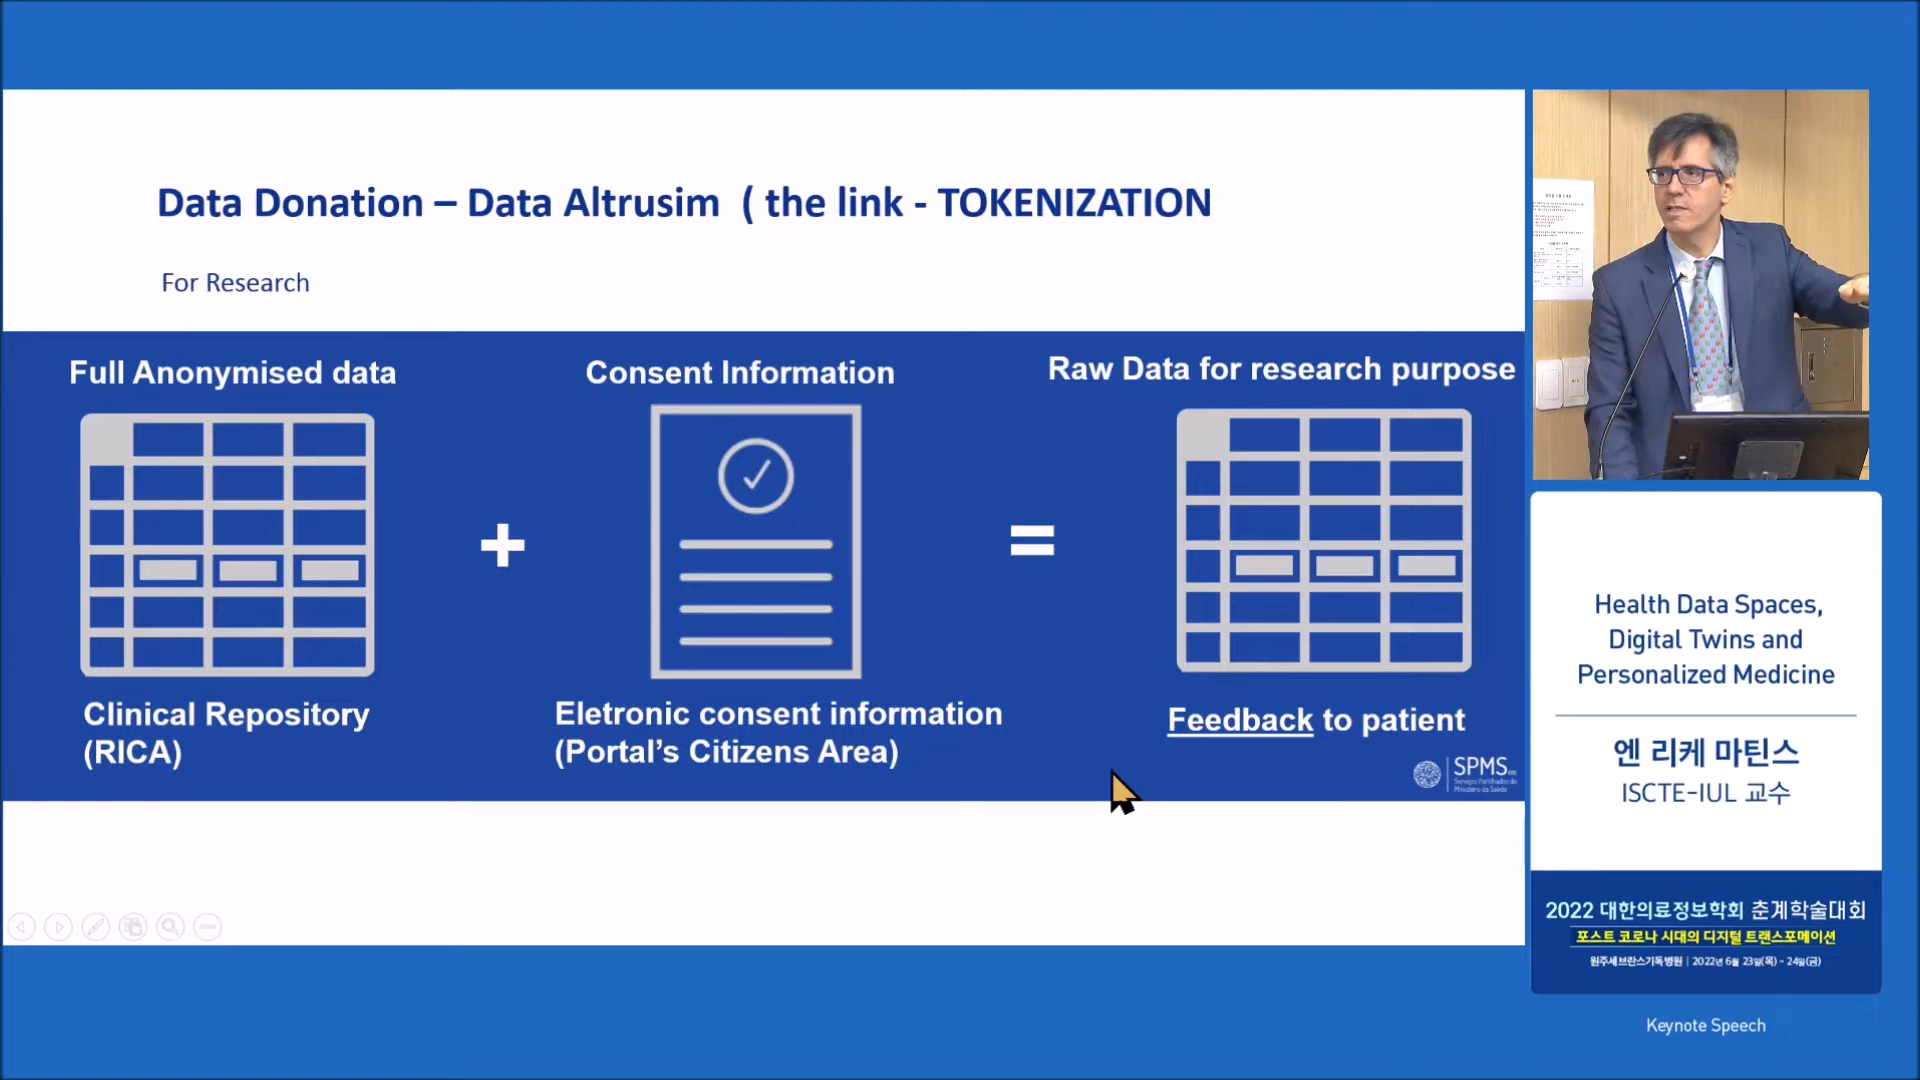 Data Donation – Data Altrusim ( the link - TOKENIZATION
For Research
Full Anonymised data
Clinical Repository
(RICA)
+
Consent Information
Eletronic consent information
(Portal's Citizens Area)
=
Raw Data for research purpose
Feedback to patient
SPMS
Serviços Partilhados do
Ministério da Saúde
Health Data Spaces,
Digital Twins and
Personalized Medicine
엔 리케 마틴스
ISCTE-IUL 교수
2022 대한의료정보학회 춘계학술대회
포스트 코로나 시대의 디지털 트랜스포메이션
원주세브란스기독병원 | 2022년 6월 23일(목) - 24일(금)
Keynote Speech